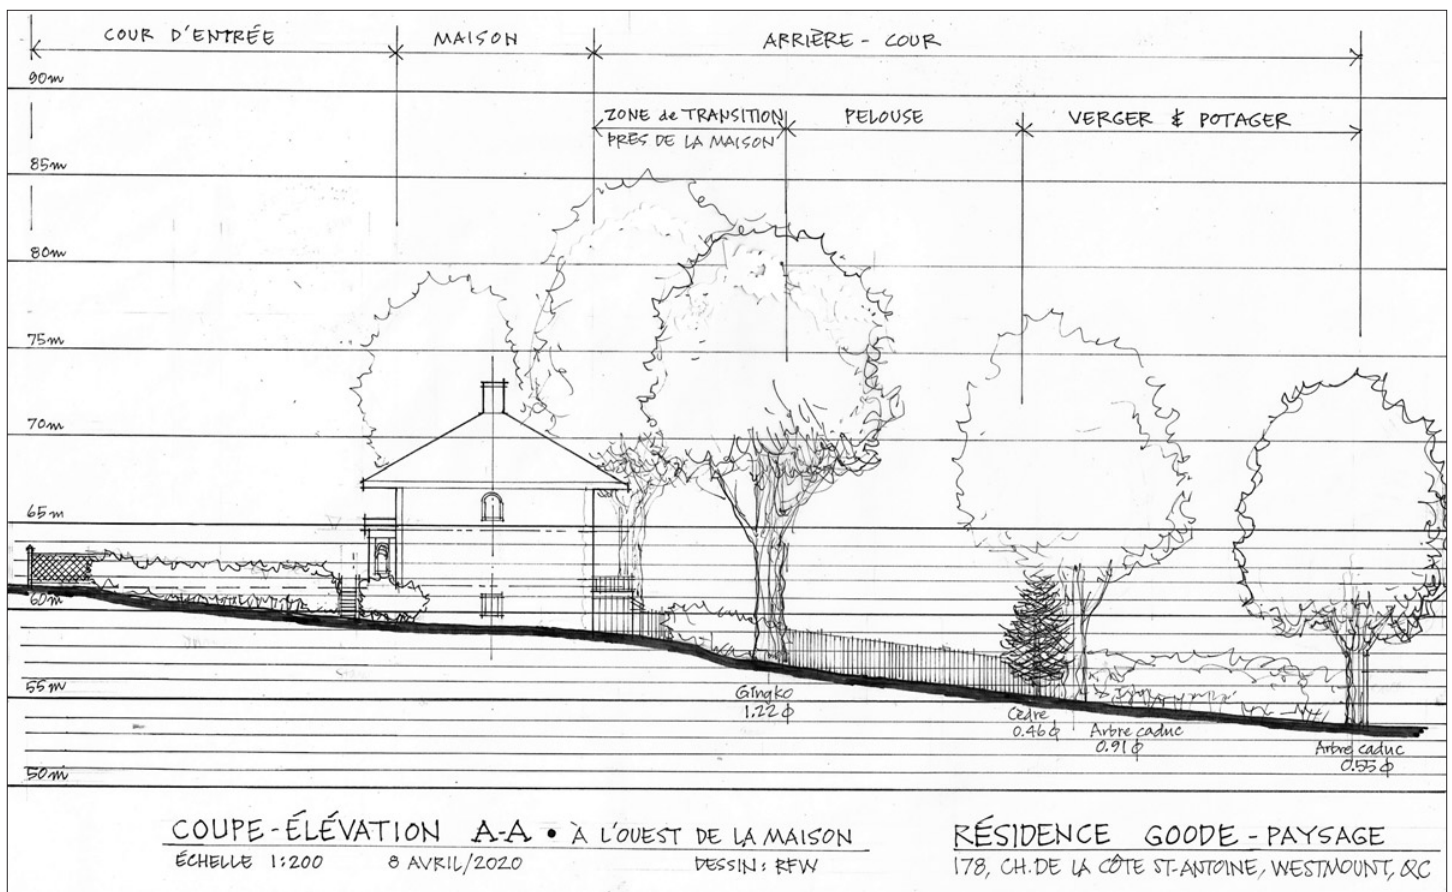 COUR D'ENTRÉE
MAISON
ARRIÈRE - COUR
90m
ZONE de TRANSITION
PRÈS DE LA MAISON
PELOUSE
VERGER & POTAGER
85m
80m
75m
70m
65m
60m
55m
50m
Gingko
1.22 ϕ
Cèdre
0.46 ϕ
Arbre caduc
0.91 ϕ
Arbre caduc
0.55 ϕ
COUPE-ÉLÉVATION A-A • À L'OUEST DE LA MAISON
ÉCHELLE 1:200 8 AVRIL/2020 DESSIN: RFW
RÉSIDENCE GOODE - PAYSAGE
178, CH. DE LA CÔTE ST-ANTOINE, WESTMOUNT, QC